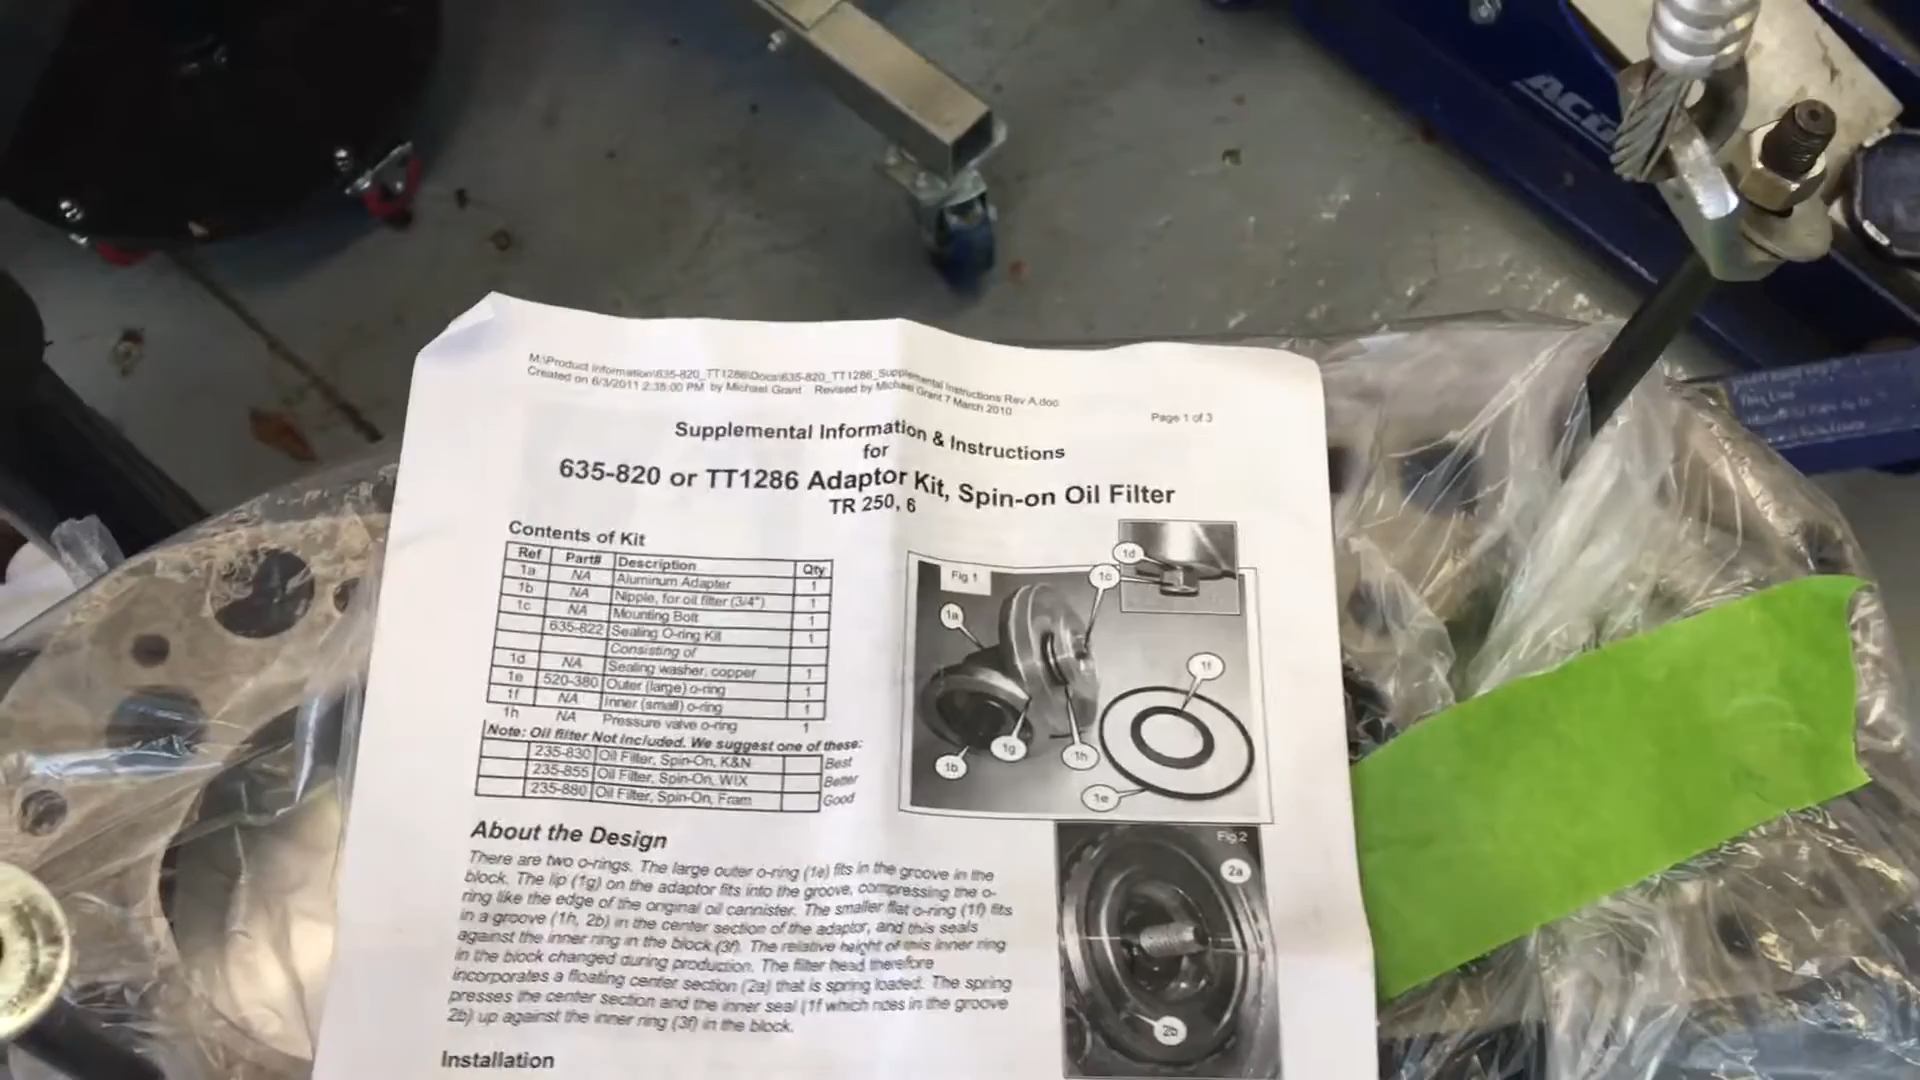 M:\Product Information\635-820_TT1286\Docs\635-820_TT1286_Supplemental Instructions Rev A.doc
Created on 6/3/2011 2:38:00 PM by Michael Grant Revised by Michael Grant 7 March 2010
Page 1 of 3
Supplemental Information & Instructions
for
635-820 or TT1286 Adaptor Kit, Spin-on Oil Filter
TR 250, 6
Contents of Kit
Ref Part# Description Qty
1a NA Aluminum Adapter 1
1b NA Nipple, for oil filter (3/4") 1
1c NA Mounting Bolt 1
635-822 Sealing O-ring Kit 1
Consisting of
1d NA Sealing washer, copper 1
1e 520-380 Outer (large) o-ring 1
1f NA Inner (small) o-ring 1
1h NA Pressure valve o-ring 1
Note: Oil filter Not Included. We suggest one of these:
235-830 Oil Filter, Spin-On, K&N Best
235-855 Oil Filter, Spin-On, WIX Better
235-880 Oil Filter, Spin-On, Fram Good
Fig 1
1d
1c
1a
1f
1g
1h
1b
1e
About the Design
There are two o-rings. The large outer o-ring (1e) fits in the groove in the
block. The lip (1g) on the adaptor fits into the groove, compressing the o-
ring like the edge of the original oil cannister. The smaller flat o-ring (1f) fits
in a groove (1h, 2b) in the center section of the adaptor, and this seals
against the inner ring in the block (3f). The relative height of this inner ring
in the block changed during production. The filter head therefore
incorporates a floating center section (2a) that is spring loaded. The spring
presses the center section and the inner seal (1f which rides in the groove
2b) up against the inner ring (3f) in the block.
Fig.2
2a
2b
Installation